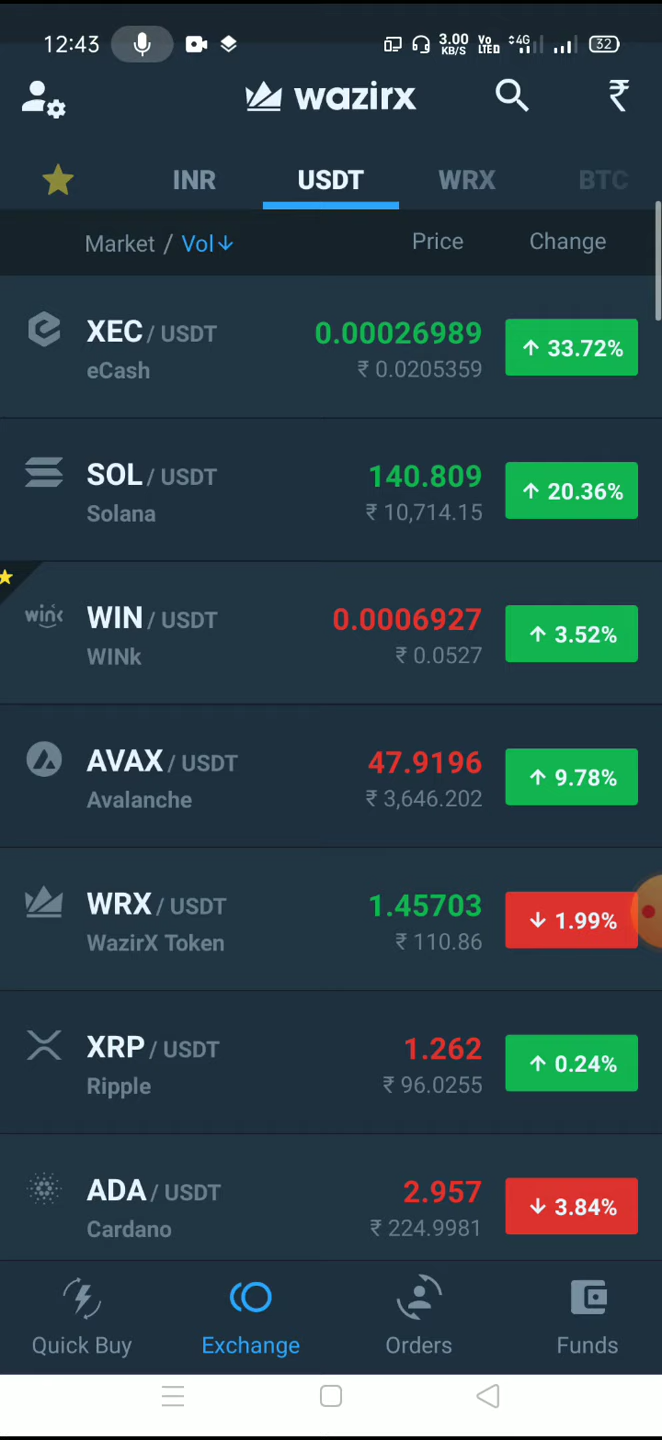 12:43 3.00 KB/S Vo LTED 4G 32
wazirx ₹
INR USDT WRX BTC
Market / Vol↓ Price Change
XEC / USDT 0.00026989 ↑ 33.72%
eCash ₹ 0.0205359
SOL / USDT 140.809 ↑ 20.36%
Solana ₹ 10,714.15
winc WIN / USDT 0.0006927 ↑ 3.52%
WINk ₹ 0.0527
AVAX / USDT 47.9196 ↑ 9.78%
Avalanche ₹ 3,646.202
WRX / USDT 1.45703 ↓ 1.99%
WazirX Token ₹ 110.86
XRP / USDT 1.262 ↑ 0.24%
Ripple ₹ 96.0255
ADA / USDT 2.957 ↓ 3.84%
Cardano ₹ 224.9981
Quick Buy Exchange Orders Funds